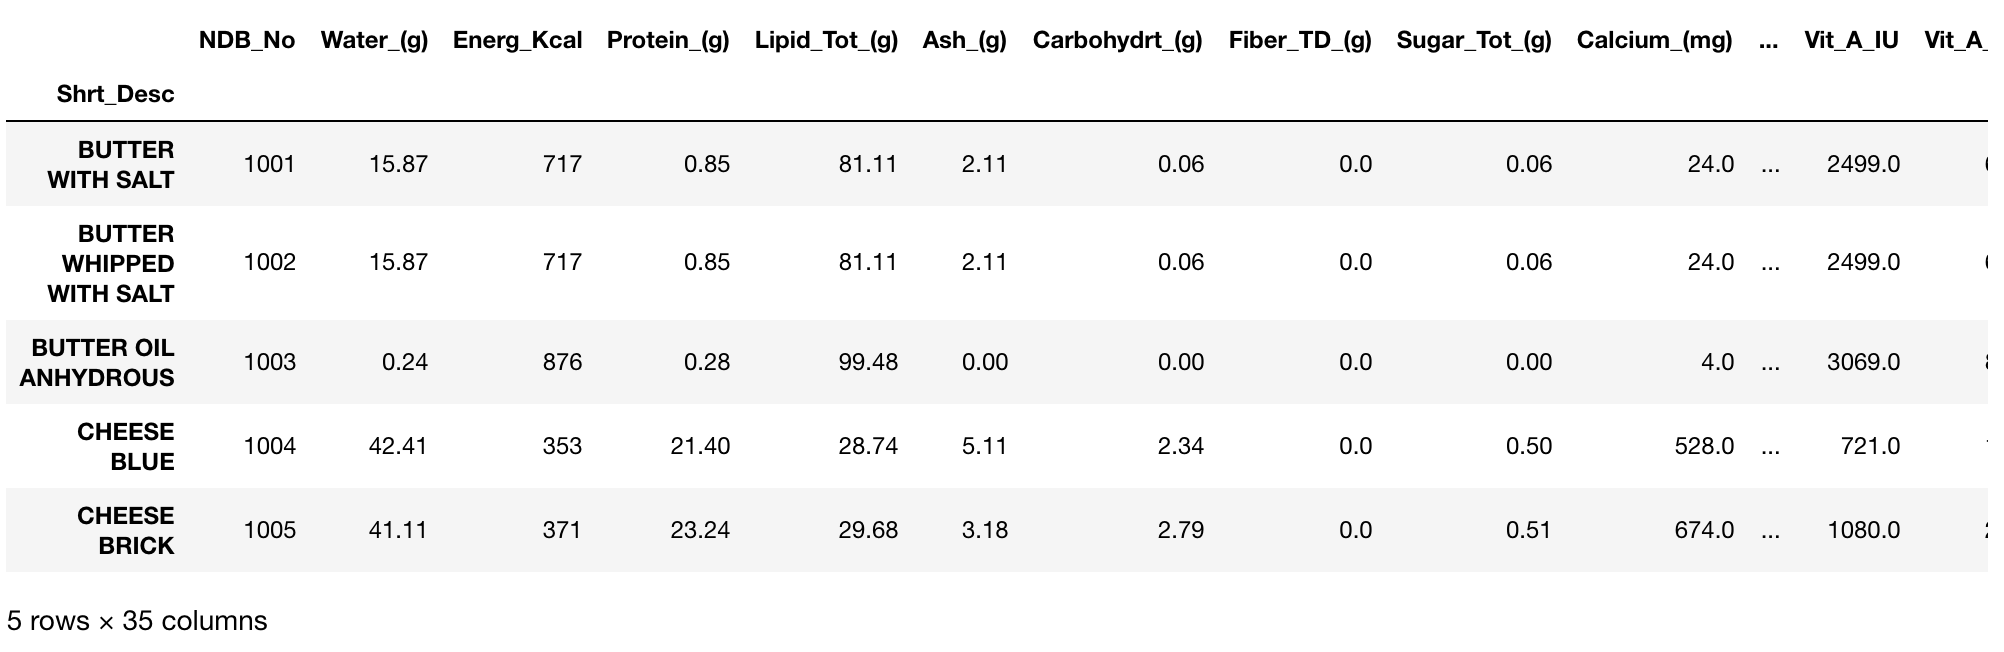 NDB_No Water_(g) Energ_Kcal Protein_(g) Lipid_Tot_(g) Ash_(g) Carbohydrt_(g) Fiber_TD_(g) Sugar_Tot_(g) Calcium_(mg) ... Vit_A_IU Vit_A_
Shrt_Desc
BUTTER
WITH SALT 1001 15.87 717 0.85 81.11 2.11 0.06 0.0 0.06 24.0 ... 2499.0
BUTTER
WHIPPED 1002 15.87 717 0.85 81.11 2.11 0.06 0.0 0.06 24.0 ... 2499.0
WITH SALT
BUTTER OIL
ANHYDROUS 1003 0.24 876 0.28 99.48 0.00 0.00 0.0 0.00 4.0 ... 3069.0
CHEESE
BLUE 1004 42.41 353 21.40 28.74 5.11 2.34 0.0 0.50 528.0 ... 721.0
CHEESE
BRICK 1005 41.11 371 23.24 29.68 3.18 2.79 0.0 0.51 674.0 ... 1080.0
5 rows × 35 columns